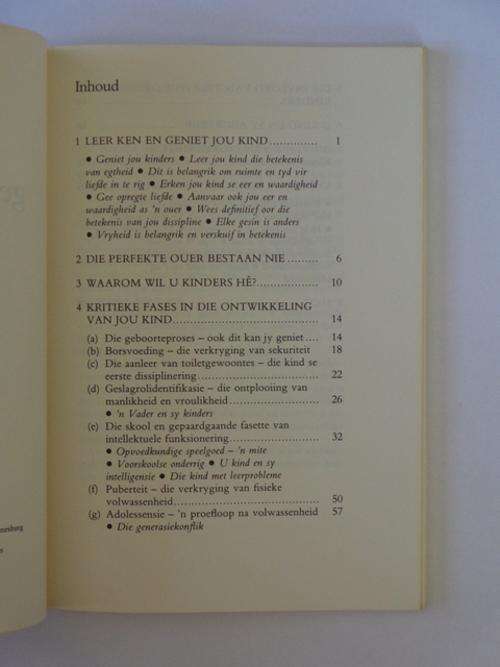 Inhoud
1 LEER KEN EN GENIET JOU KIND.............. 1
● Geniet jou kinders ● Leer jou kind die betekenis
van egtheid ● Dit is belangrik om ruimte en tyd vir
liefde in te rig ● Erken jou kind se eer en waardigheid
● Gee opregte liefde ● Aanvaar ook jou eer en
waardigheid as 'n ouer ● Wees definitief oor die
betekenis van jou dissipline ● Elke gesin is anders
● Vryheid is belangrik en verskuif in betekenis
2 DIE PERFEKTE OUER BESTAAN NIE ......... 6
3 WAAROM WIL U KINDERS HÊ?.................. 10
4 KRITIEKE FASES IN DIE ONTWIKKELING
VAN JOU KIND........................................... 14
(a) Die geboorteproses – ook dit kan jy geniet .... 14
(b) Borsvoeding – die verkryging van sekuriteit 18
(c) Die aanleer van toiletgewoontes – die kind se
eerste dissiplinering................................... 22
(d) Geslagrolidentifikasie – die ontplooiing van
manlikheid en vroulikheid.......................... 26
● 'n Vader en sy kinders
(e) Die skool en gepaardgaande fasette van
intellektuele funksionering.......................... 32
● Opvoedkundige speelgoed – 'n mite
● Voorskoolse onderrig ● U kind en sy
intelligensie ● Die kind met leerprobleme
(f) Puberteit – die verkryging van fisieke
volwassenheid.......................................... 50
(g) Adolessensie – 'n proefloop na volwassenheid 57
● Die generasiekonflik